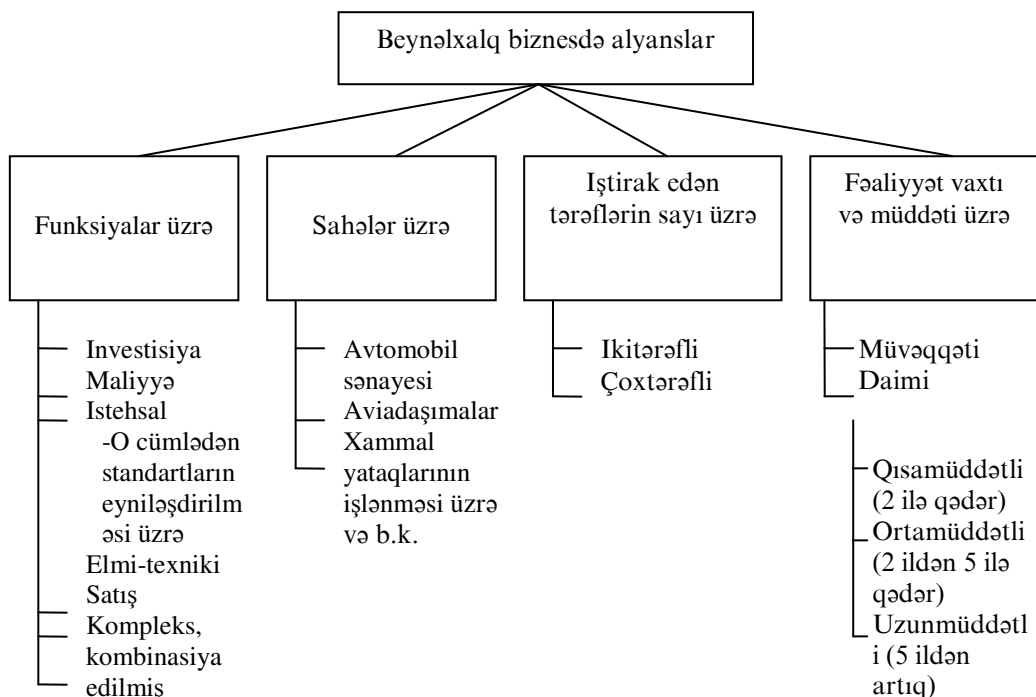 Beynəlxalq biznesdə alyanslar
Funksiyalar üzrə
Investisiya
Maliyyə
Istehsal
-O cümlədən
standartların
eyniləşdirilm
əsi üzrə
Elmi-texniki
Satış
Kompleks,
kombinasiya
edilmis
Sahələr üzrə
Avtomobil
sənayesi
Aviadaşımalar
Xammal
yataqlarının
işlənməsi üzrə
və b.k.
Iştirak edən
tərəflərin sayı üzrə
Ikitərəfli
Çoxtərəfli
Fəaliyyət vaxtı
və müddəti üzrə
Müvəqqəti
Daimi
Qısamüddətli
(2 ilə qədər)
Ortamüddətli
(2 ildən 5 ilə
qədər)
Uzunmüddətl
i (5 ildən
artıq)